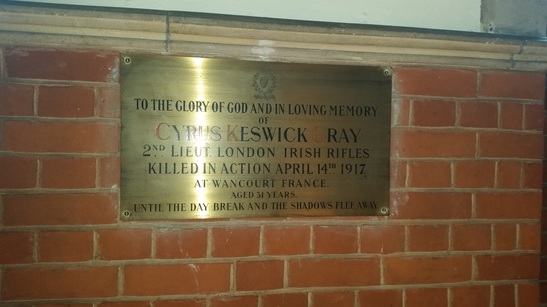 TO THE GLORY OF GOD AND IN LOVING MEMORY
OF
CYRUS KESWICK GRAY
2ND LIEUT. LONDON IRISH RIFLES
KILLED IN ACTION APRIL 14TH 1917,
AT WANCOURT FRANCE.
AGED 31 YEARS.
UNTIL THE DAY BREAK AND THE SHADOWS FLEE AWAY.